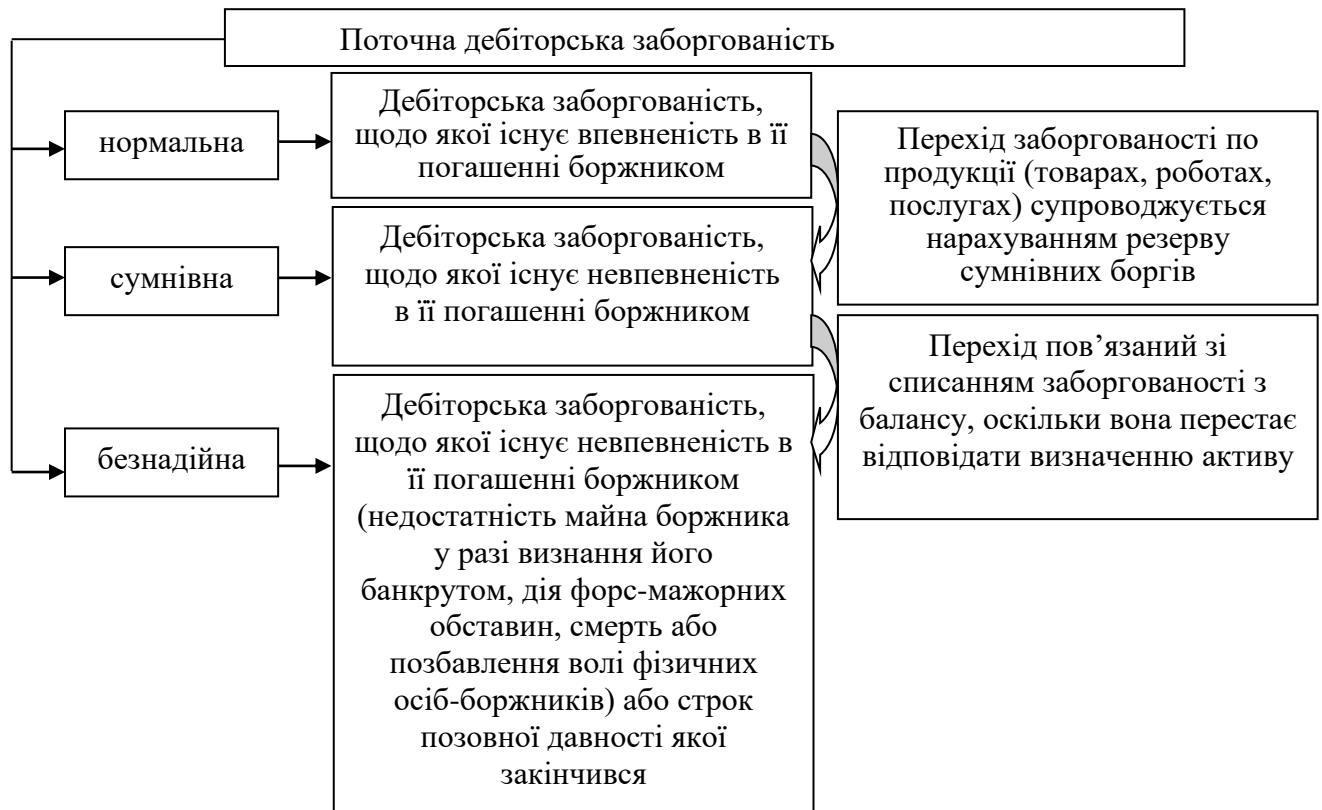 Поточна дебіторська заборгованість
нормальна
Дебіторська заборгованість,
щодо якої існує впевненість в її
погашенні боржником
Перехід заборгованості по
продукції (товарах, роботах,
послугах) супроводжується
нарахуванням резерву
сумнівних боргів
сумнівна
Дебіторська заборгованість,
щодо якої існує невпевненість
в її погашенні боржником
Перехід пов’язаний зі
списанням заборгованості з
балансу, оскільки вона перестає
відповідати визначенню активу
безнадійна
Дебіторська заборгованість,
щодо якої існує невпевненість в
її погашенні боржником
(недостатність майна боржника
у разі визнання його
банкрутом, дія форс-мажорних
обставин, смерть або
позбавлення волі фізичних
осіб-боржників) або строк
позовної давності якої
закінчився